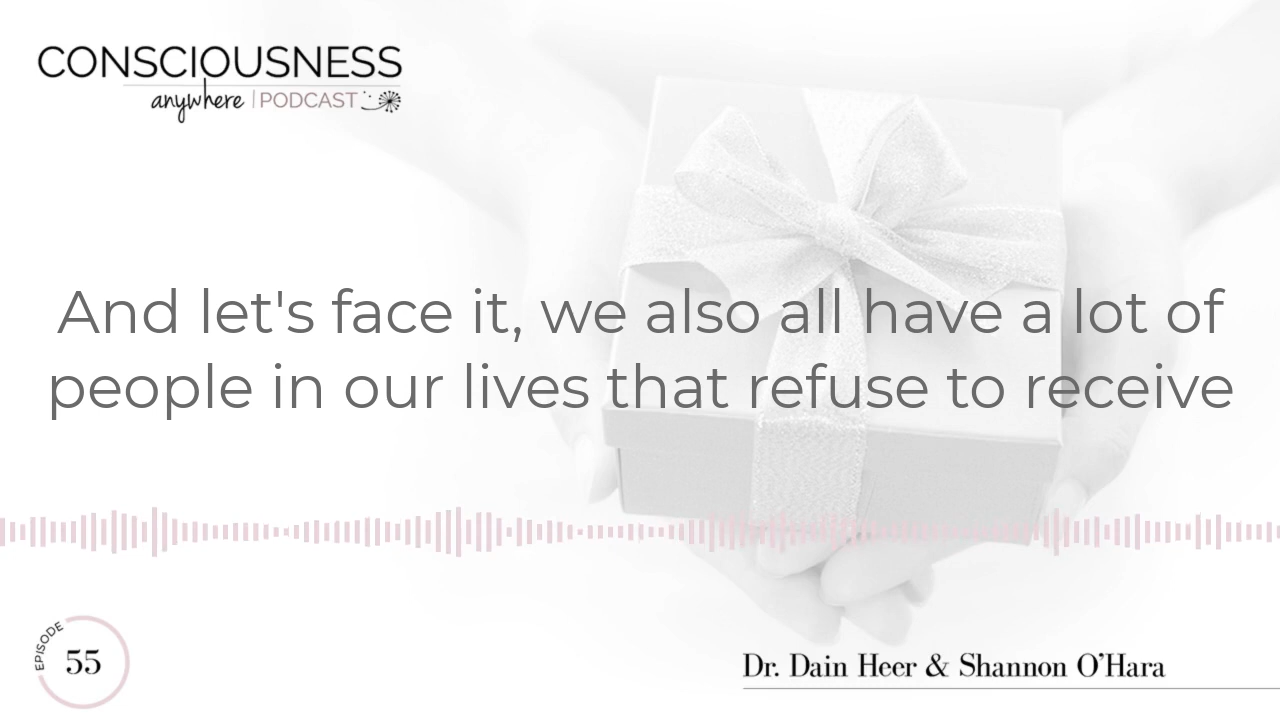 CONSCIOUSNESS
anywhere | PODCAST
And let's face it, we also all have a lot of
people in our lives that refuse to receive
EPISODE
55
Dr. Dain Heer & Shannon O'Hara